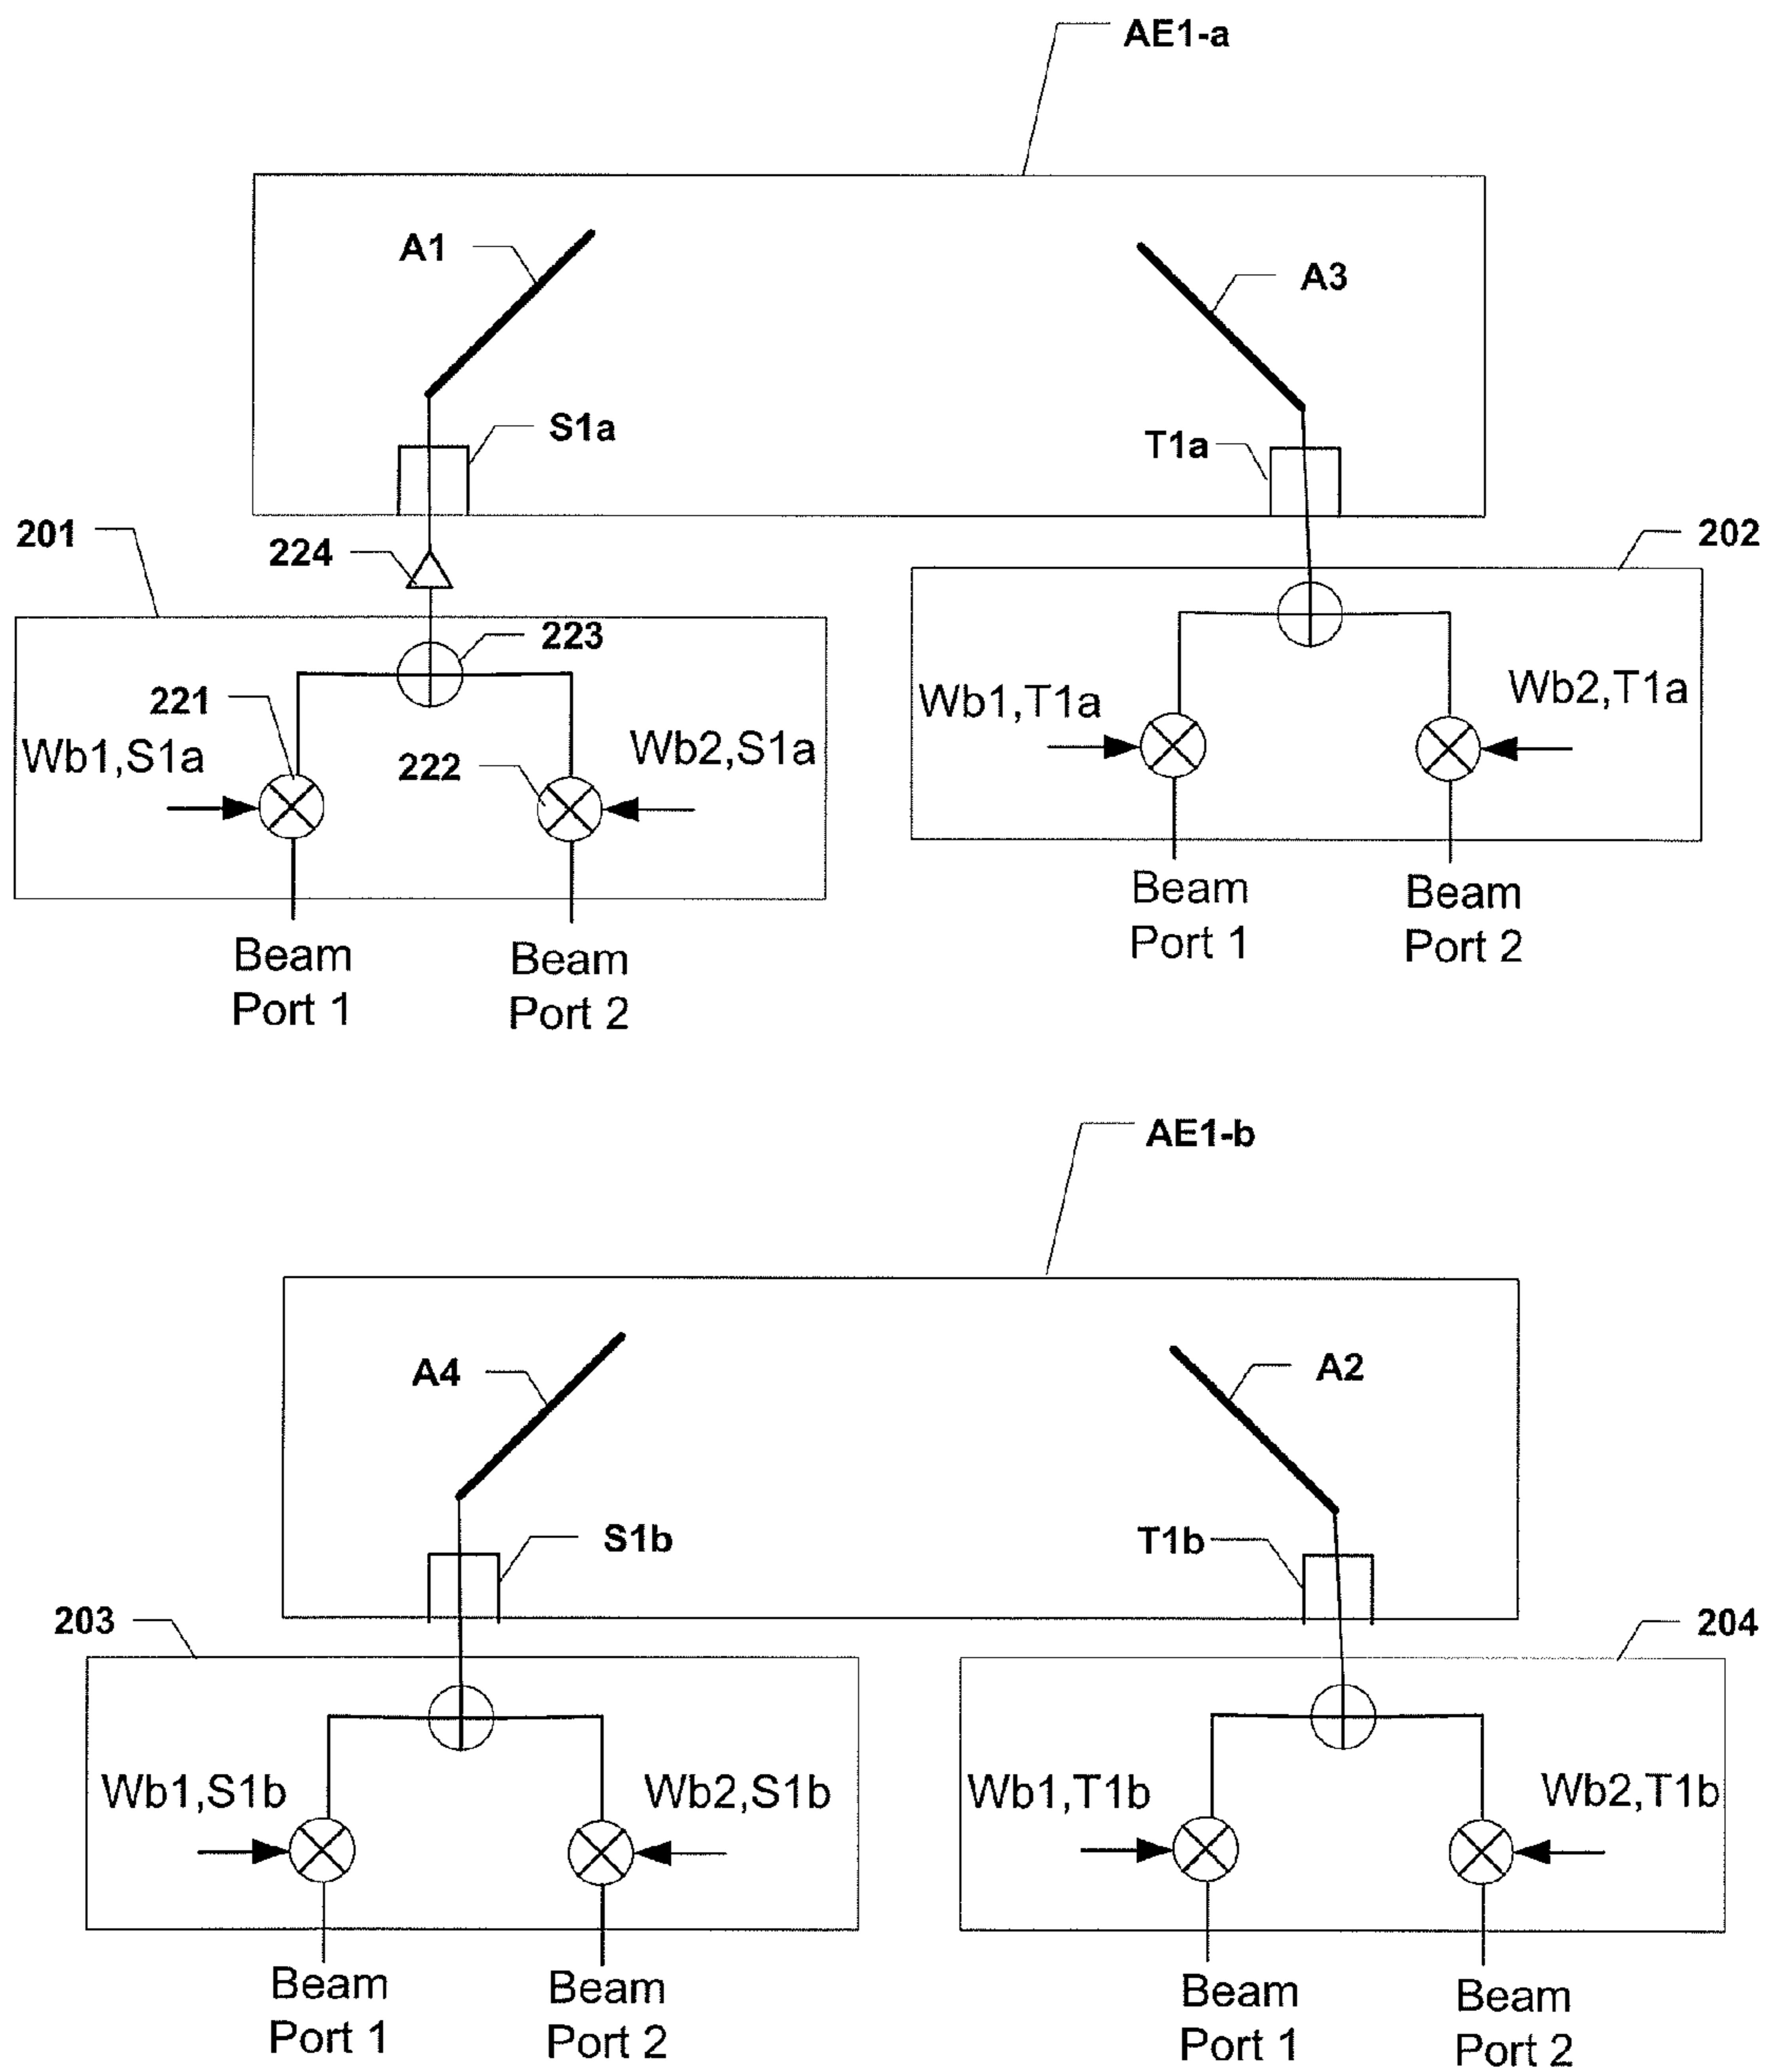 AE1-a
A1
A3
S1a
T1a
201
224
202
223
221
Wb1,S1a
222
Wb2,S1a
Wb1,T1a
Wb2,T1a
Beam
Port 1
Beam
Port 2
Beam
Port 1
Beam
Port 2
AE1-b
A4
A2
S1b
T1b
203
204
Wb1,S1b
Wb2,S1b
Wb1,T1b
Wb2,T1b
Beam
Port 1
Beam
Port 2
Beam
Port 1
Beam
Port 2